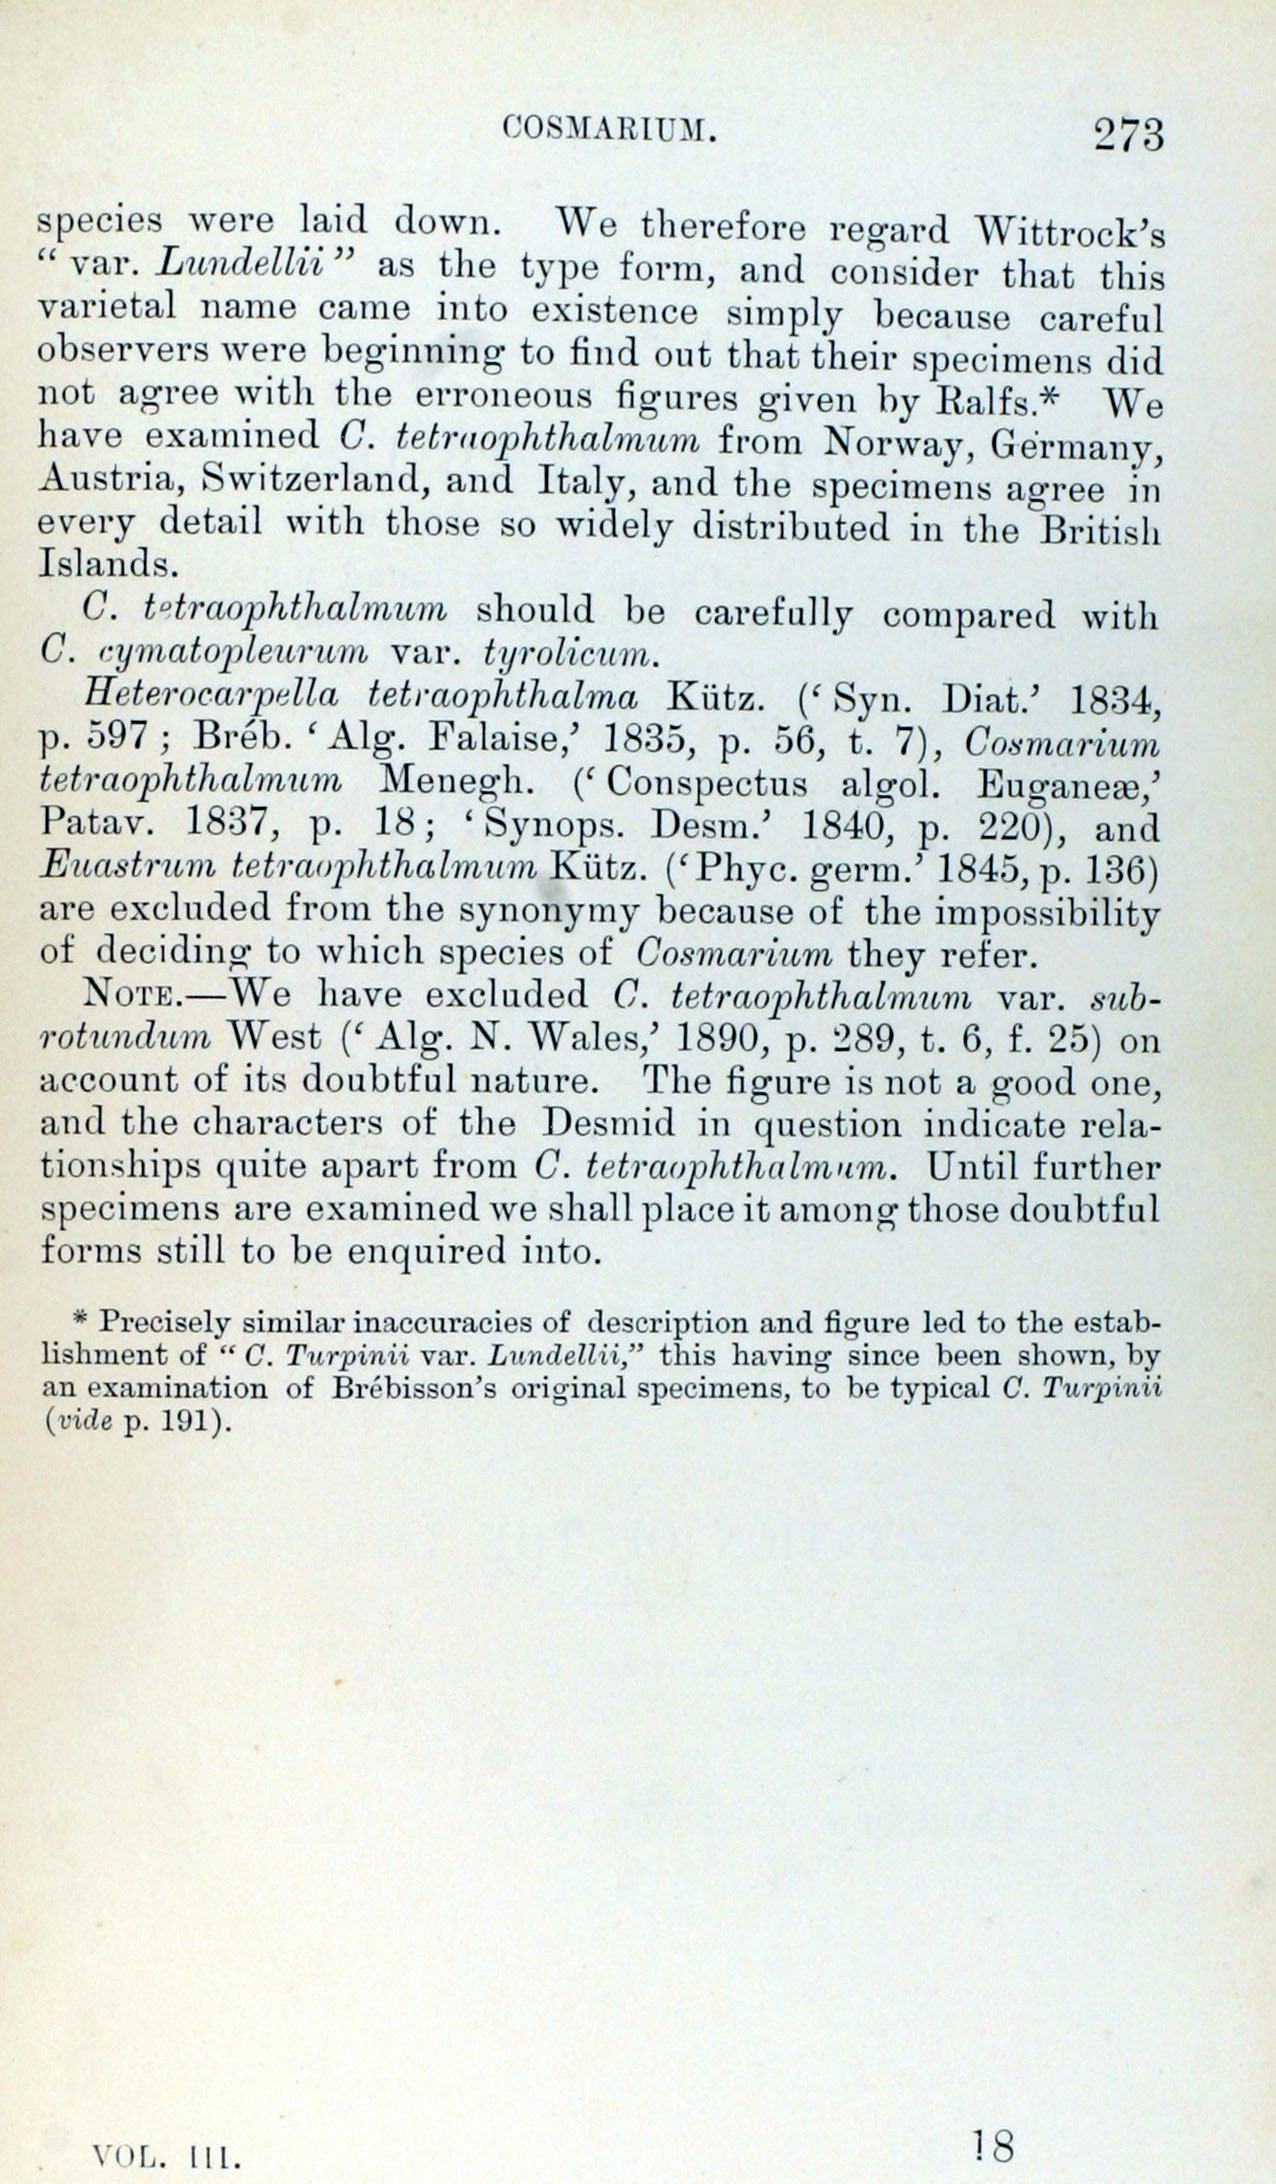 COSMARIUM. 273
species were laid down. We therefore regard Wittrock's
“ var. Lundellii ” as the type form, and consider that this
varietal name came into existence simply because careful
observers were beginning to find out that their specimens did
not agree with the erroneous figures given by Ralfs.* We
have examined C. tetraophthalmum from Norway, Germany,
Austria, Switzerland, and Italy, and the specimens agree in
every detail with those so widely distributed in the British
Islands.
C. tetraophthalmum should be carefully compared with
C. cymatopleurum var. tyrolicum.
Heterocarpella tetraophthalma Kütz. (‘ Syn. Diat.’ 1834,
p. 597 ; Bréb. ‘ Alg. Falaise,’ 1835, p. 56, t. 7), Cosmarium
tetraophthalmum Menegh. (‘ Conspectus algol. Euganeæ,’
Patav. 1837, p. 18 ; ‘ Synops. Desm.’ 1840, p. 220), and
Euastrum tetraophthalmum Kütz. (‘ Phyc. germ.’ 1845, p. 136)
are excluded from the synonymy because of the impossibility
of deciding to which species of Cosmarium they refer.
NOTE.—We have excluded C. tetraophthalmum var. sub-
rotundum West (‘ Alg. N. Wales,’ 1890, p. 289, t. 6, f. 25) on
account of its doubtful nature. The figure is not a good one,
and the characters of the Desmid in question indicate rela-
tionships quite apart from C. tetraophthalmum. Until further
specimens are examined we shall place it among those doubtful
forms still to be enquired into.
* Precisely similar inaccuracies of description and figure led to the estab-
lishment of “ C. Turpinii var. Lundellii,” this having since been shown, by
an examination of Brébisson's original specimens, to be typical C. Turpinii
(vide p. 191).
VOL. III. 18